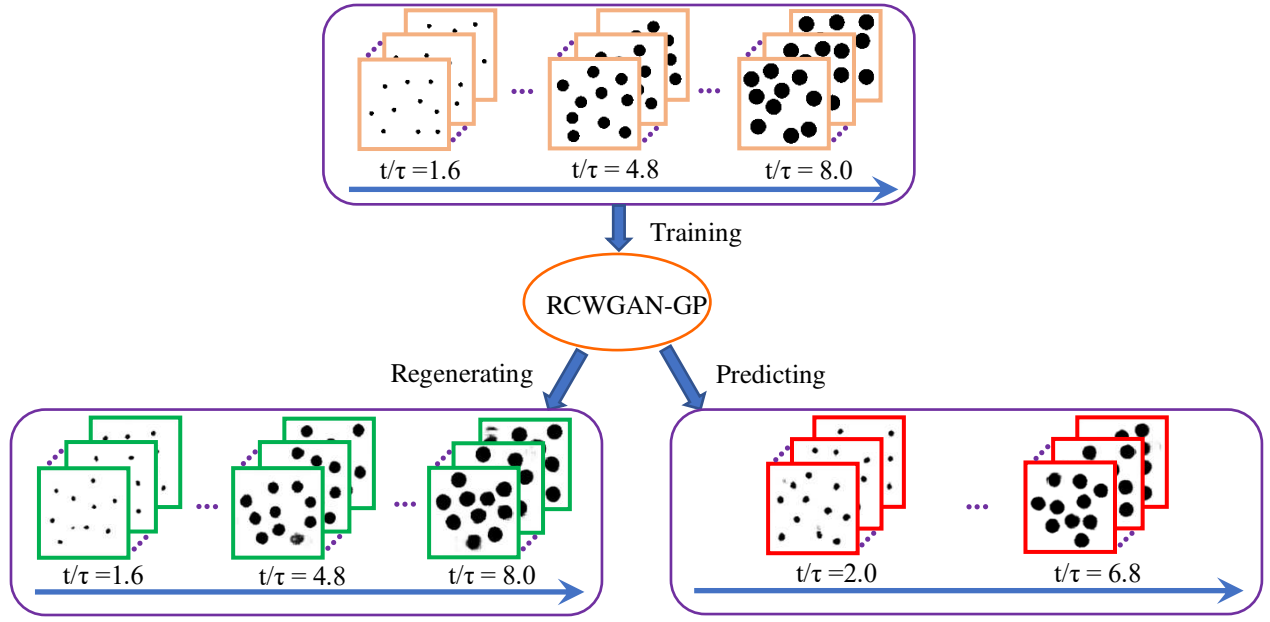 t/τ =1.6
t/τ = 4.8
t/τ = 8.0
Training
RCWGAN-GP
Regenerating
Predicting
t/τ =1.6
t/τ = 4.8
t/τ = 8.0
t/τ =2.0
t/τ = 6.8